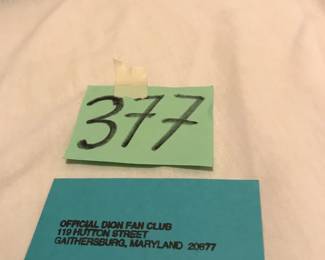 377
OFFICIAL DION FAN CLUB
119 HUTTON STREET
GAITHERSBURG, MARYLAND 20877